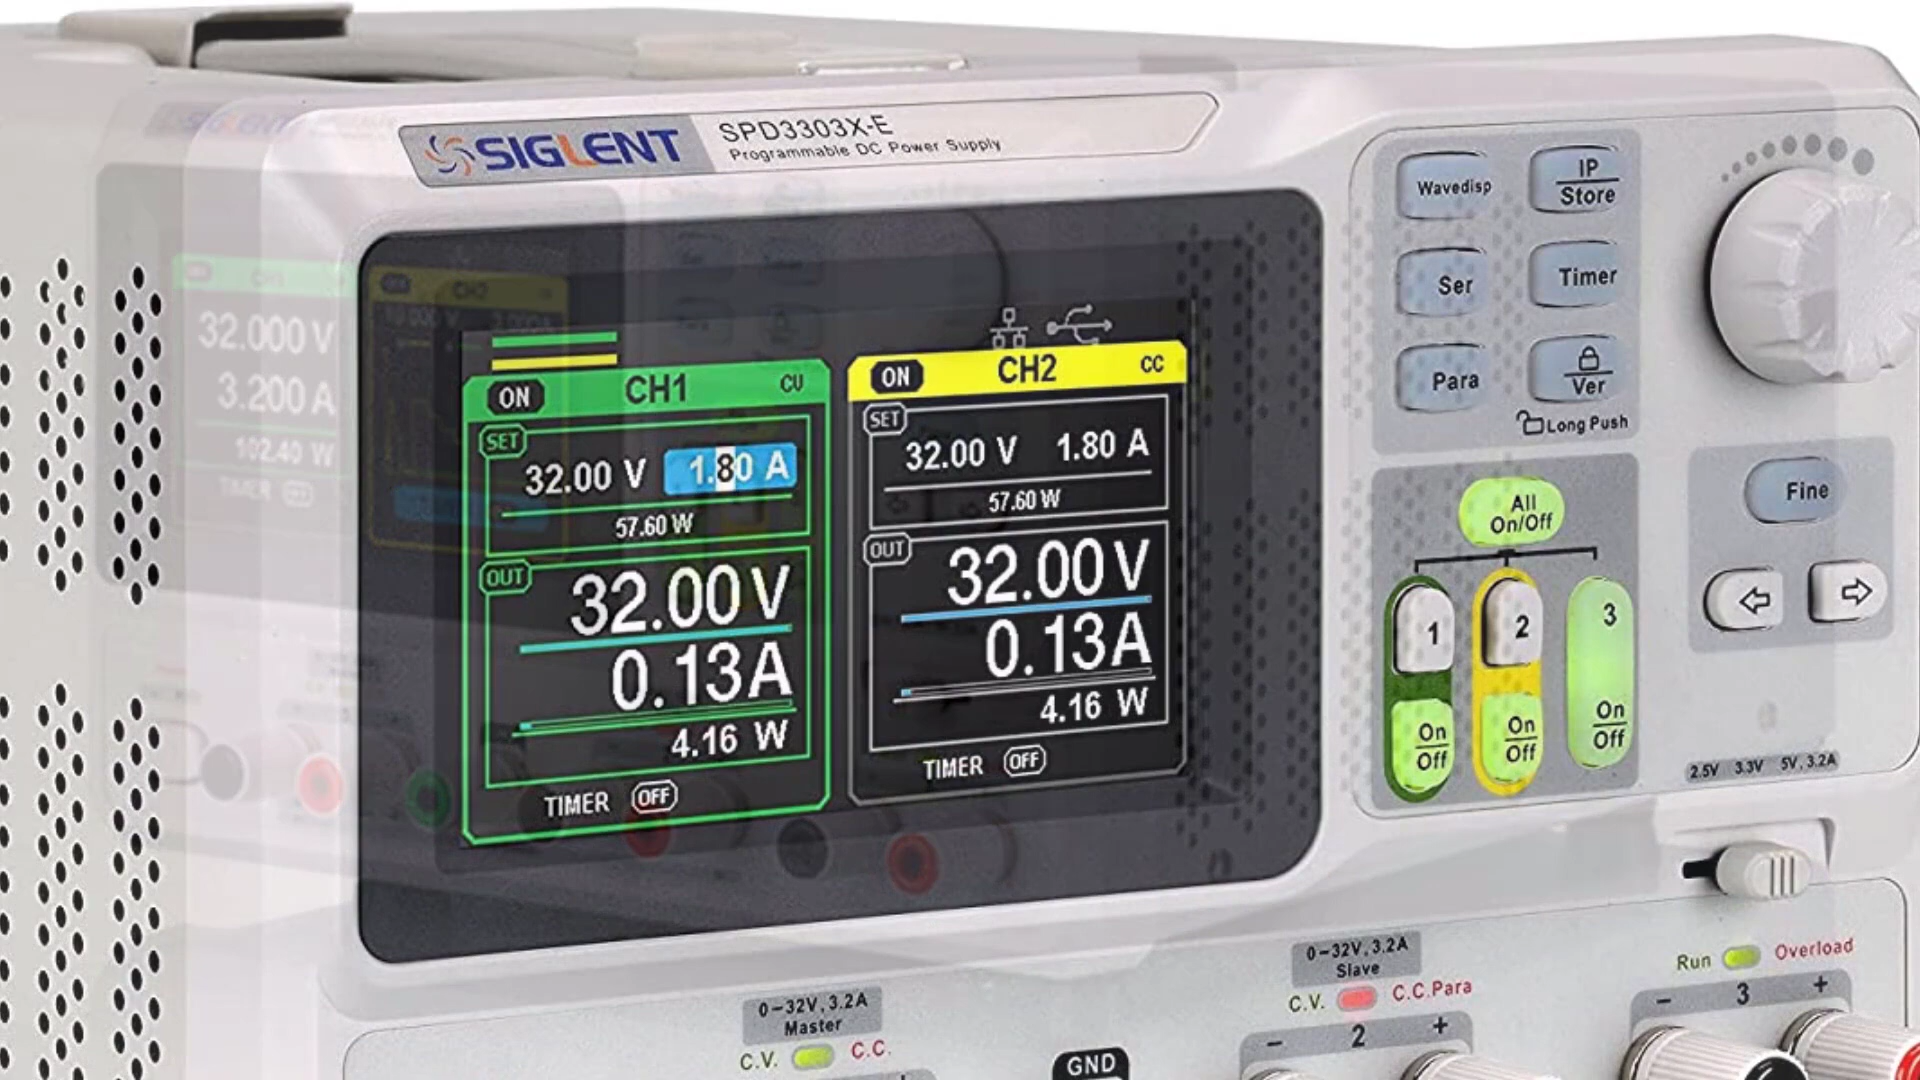 SIGLENT
SPD3303X-E
Programmable DC Power Supply
32.000 V
3.200 A
102.40 W
TIMER
CH1
CH2
ON CH1 CV
SET
32.00 V 1.80 A
57.60 W
OUT
32.00V
0.13A
4.16 W
TIMER OFF
ON CH2 CC
SET
32.00 V 1.80 A
57.60 W
OUT
32.00V
0.13A
4.16 W
TIMER OFF
Wavedisp
IP
Store
Ser
Timer
Para
Ver
Long Push
All
On/Off
1
2
3
On
Off
On
Off
On
Off
Fine
2.5V 3.3V 5V, 3.2A
0-32V, 3.2A
Master
C.V. C.C.
GND
0-32V, 3.2A
Slave
C.V. C.C.Para
- 2 +
Run Overload
- 3 +